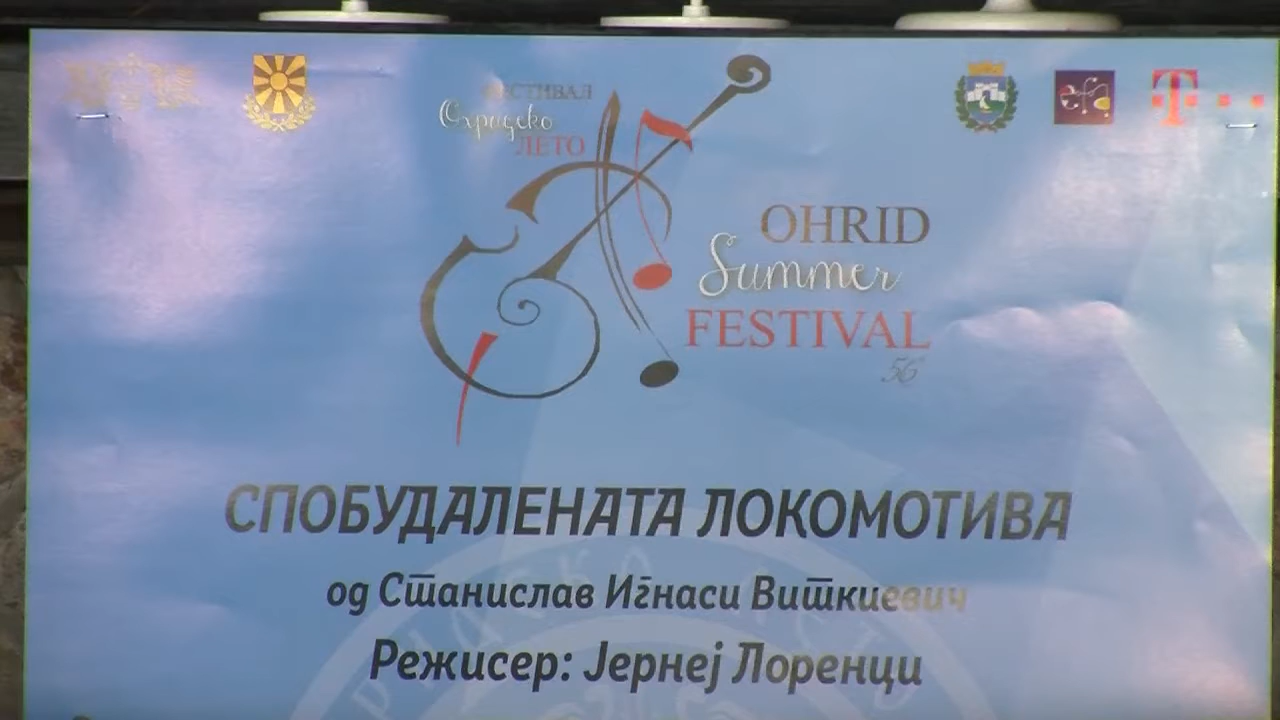 ФЕСТИВАЛ
Охридско
ЛЕТО
T
OHRID
Summer
FESTIVAL
56
СПОБУДАЛЕНАТА ЛОКОМОТИВА
од Станислав Игнаси Виткиевич
Режисер: Јернеј Лоренци